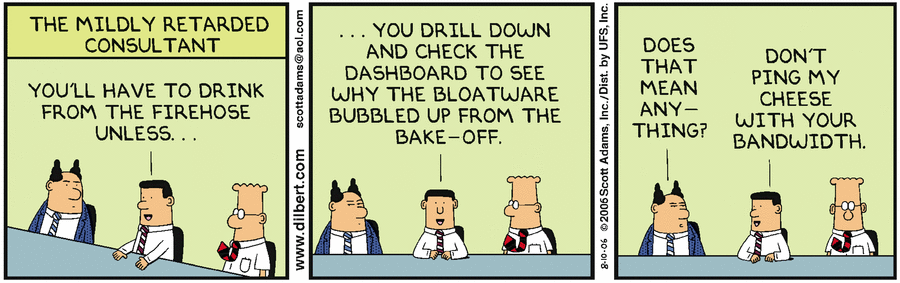 THE MILDLY RETARDED
CONSULTANT
YOU'LL HAVE TO DRINK
FROM THE FIREHOSE
UNLESS...
www.dilbert.com
scottadams@aol.com
...YOU DRILL DOWN
AND CHECK THE
DASHBOARD TO SEE
WHY THE BLOATWARE
BUBBLED UP FROM THE
BAKE-OFF.
8-10-06 ©2006 Scott Adams, Inc./Dist. by UFS, Inc.
DOES
THAT
MEAN
ANY-
THING?
DON'T
PING MY
CHEESE
WITH YOUR
BANDWIDTH.